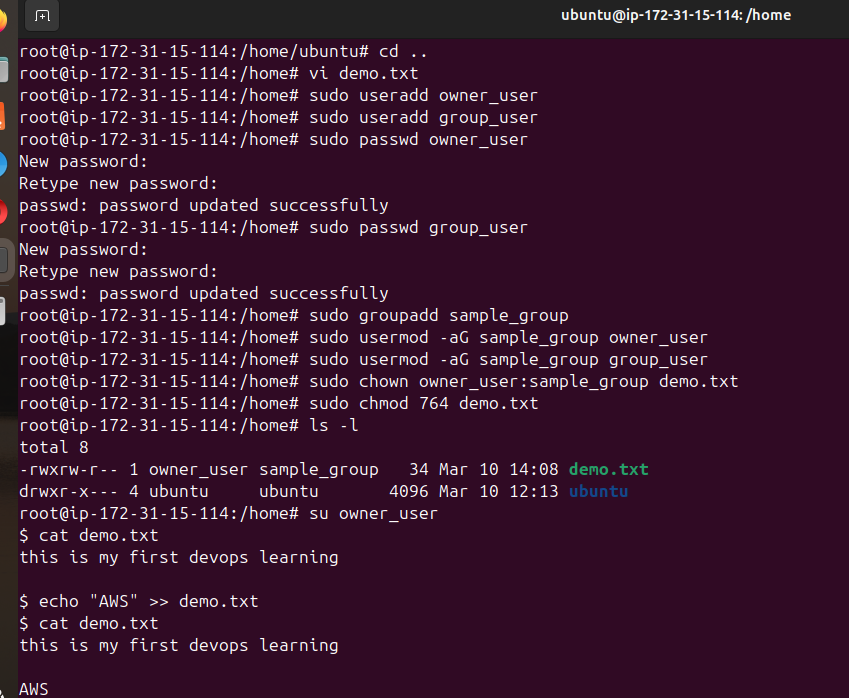 ubuntu@ip-172-31-15-114: /home
root@ip-172-31-15-114:/home/ubuntu# cd ..
root@ip-172-31-15-114:/home# vi demo.txt
root@ip-172-31-15-114:/home# sudo useradd owner_user
root@ip-172-31-15-114:/home# sudo useradd group_user
root@ip-172-31-15-114:/home# sudo passwd owner_user
New password:
Retype new password:
passwd: password updated successfully
root@ip-172-31-15-114:/home# sudo passwd group_user
New password:
Retype new password:
passwd: password updated successfully
root@ip-172-31-15-114:/home# sudo groupadd sample_group
root@ip-172-31-15-114:/home# sudo usermod -aG sample_group owner_user
root@ip-172-31-15-114:/home# sudo usermod -aG sample_group group_user
root@ip-172-31-15-114:/home# sudo chown owner_user:sample_group demo.txt
root@ip-172-31-15-114:/home# sudo chmod 764 demo.txt
root@ip-172-31-15-114:/home# ls -l
total 8
-rwxrw-r-- 1 owner_user sample_group   34 Mar 10 14:08 demo.txt
drwxr-x--- 4 ubuntu     ubuntu       4096 Mar 10 12:13 ubuntu
root@ip-172-31-15-114:/home# su owner_user
$ cat demo.txt
this is my first devops learning

$ echo "AWS" >> demo.txt
$ cat demo.txt
this is my first devops learning

AWS